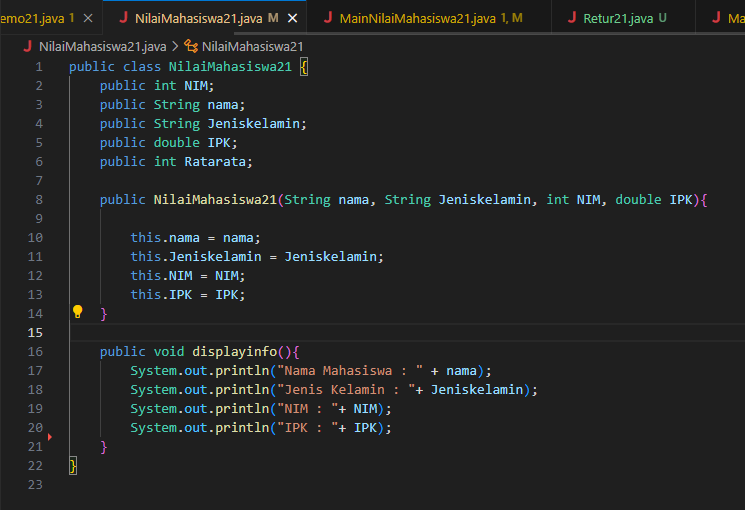 emo21.java 1 × J NilaiMahasiswa21.java M × J MainNilaiMahasiswa21.java 1, M J Retur21.java U J Ma
J NilaiMahasiswa21.java > NilaiMahasiswa21
1 public class NilaiMahasiswa21 {
2     public int NIM;
3     public String nama;
4     public String Jeniskelamin;
5     public double IPK;
6     public int Ratarata;
7
8     public NilaiMahasiswa21(String nama, String Jeniskelamin, int NIM, double IPK){
9
10         this.nama = nama;
11         this.Jeniskelamin = Jeniskelamin;
12         this.NIM = NIM;
13         this.IPK = IPK;
14     }
15
16     public void displayinfo(){
17         System.out.println("Nama Mahasiswa : " + nama);
18         System.out.println("Jenis Kelamin : "+ Jeniskelamin);
19         System.out.println("NIM : "+ NIM);
20         System.out.println("IPK : "+ IPK);
21     }
22 }
23